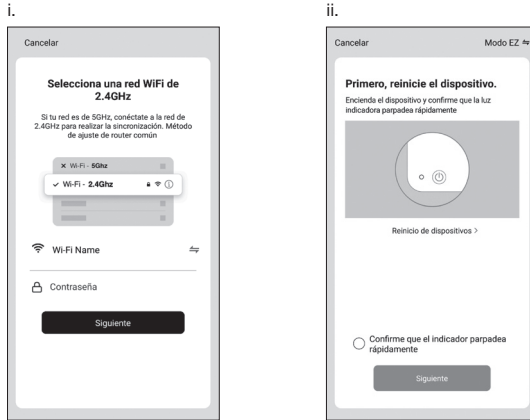 i.
Cancelar
Selecciona una red WiFi de
2.4GHz
Si tu red es de 5GHz, conéctate a la red de
2.4GHz para realizar la sincronización. Método
de ajuste de router común
Wi-Fi - 5Ghz
Wi-Fi - 2.4Ghz
Wi-Fi Name
Contraseña
Siguiente
ii.
Cancelar
Modo EZ
Primero, reinicie el dispositivo.
Encienda el dispositivo y confirme que la luz
indicadora parpadea rápidamente
Reinicio de dispositivos >
Confirme que el indicador parpadea
rápidamente
Siguiente